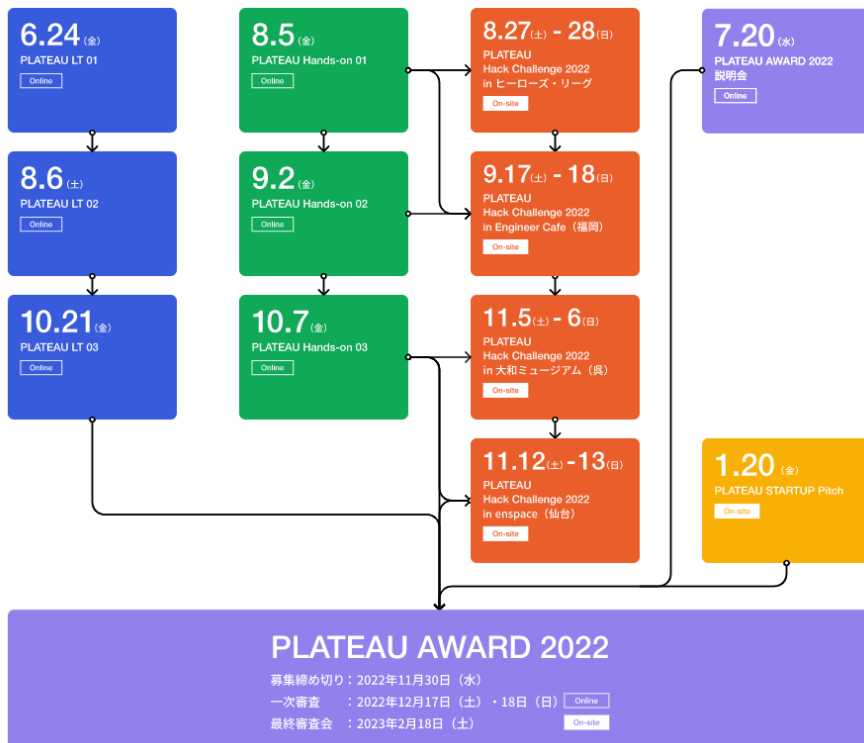 6.24(金)
PLATEAU LT 01
Online
8.6(土)
PLATEAU LT 02
Online
10.21(金)
PLATEAU LT 03
Online
8.5(金)
PLATEAU Hands-on 01
Online
9.2(金)
PLATEAU Hands-on 02
Online
10.7(金)
PLATEAU Hands-on 03
Online
8.27(土) - 28(日)
PLATEAU
Hack Challenge 2022
in ヒーローズ・リーグ
On-site
9.17(土) - 18(日)
PLATEAU
Hack Challenge 2022
in Engineer Cafe（福岡）
On-site
11.5(土) - 6(日)
PLATEAU
Hack Challenge 2022
in 大和ミュージアム（呉）
On-site
11.12(土) -13(日)
PLATEAU
Hack Challenge 2022
in enspace（仙台）
On-site
7.20(水)
PLATEAU AWARD 2022
説明会
Online
1.20(金)
PLATEAU STARTUP Pitch
On-site
PLATEAU AWARD 2022
募集締め切り：2022年11月30日（水）
一次審査　　：2022年12月17日（土）・18日（日） Online
最終審査会　：2023年2月18日（土） On-site